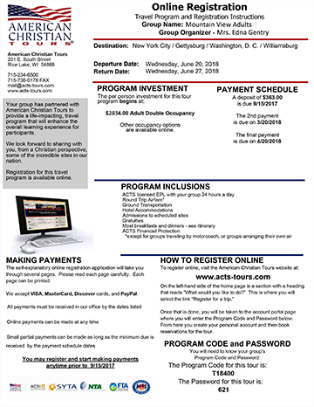 Online Registration
Travel Program and Registration Instructions
Group Name: Mountain View Adults
Group Organizer - Mrs. Edna Gentry
AMERICAN
CHRISTIAN
TOURS
American Christian Tours
201 E. South Street
Rice Lake, WI 54868
715-234-6800
715-736-0178 FAX
mail@acts-tours.com
www.acts-tours.com
Destination: New York City / Gettysburg / Washington, D. C. / Williamsburg
Departure Date: Wednesday, June 20, 2018
Return Date: Wednesday, June 27, 2018
Your group has partnered with
American Christian Tours to
provide a life-impacting, travel
program that will enhance the
overall learning experience for
participants.
We look forward to sharing with
you, from a Christian perspective,
some of the incredible sites in our
nation.
Registration for this travel
program is available online.
PROGRAM INVESTMENT
The per person investment for this tour
program begins at:
$2034.00 Adult Double Occupancy
Other occupancy options
are available online.
PAYMENT SCHEDULE
A deposit of $363.00
is due 9/15/2017
The 2nd payment
is due on 3/20/2018
The final payment
is due on 4/20/2018
PROGRAM INCLUSIONS
ACTS licensed EPL with your group 24 hours a day
Round Trip Airfare*
Ground Transportation
Hotel Accommodations
Admissions to scheduled sites
Gratuities
Most breakfasts and dinners - see itinerary
ACTS Financial Protection
*except for groups traveling by motorcoach, or groups arranging their own air
MAKING PAYMENTS
The self-explanatory online registration application will take you
through several pages. Please read each page carefully. Each
page can be printed.
We accept VISA, MasterCard, Discover cards, and PayPal.
All payments must be received in our office by the dates listed
Online payments can be made at any time
Small partial payments can be made as long as the minimum due is
received by the payment schedule dates
You may register and start making payments
anytime prior to 9/15/2017
HOW TO REGISTER ONLINE
To register online, visit the American Christian Tours website at:
www.acts-tours.com
On the left-hand side of the home page is a section with a heading
that reads "What would you like to do?" This is where you will
select the link "Register for a trip."
Once that is done, you will be taken to the account portal page
where you will enter the Program Code and Password below.
From here you create your personal account and then book
reservations for the tour.
PROGRAM CODE and PASSWORD
You will need to know your group's
Program Code and Password:
The Program Code for this tour is:
T18400
The Password for this tour is:
621
ACSI
SYTA
NTA
FTA